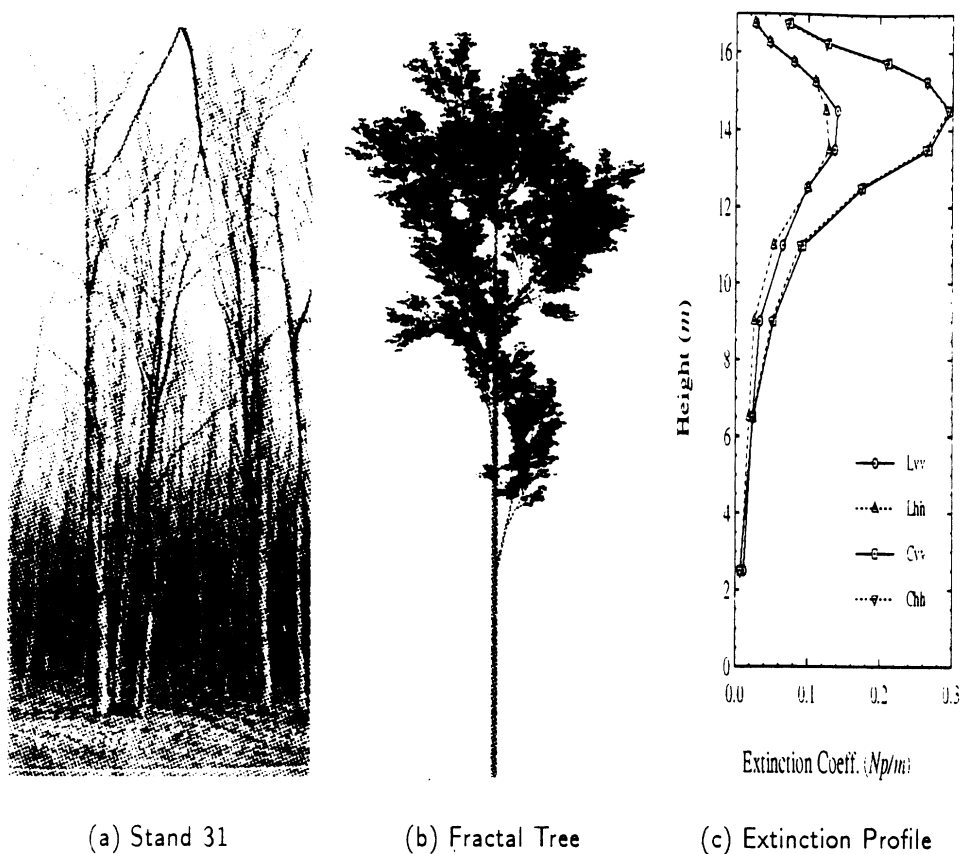 16
14
12
10
8
6
4
2
0
Height (m)
Lvv
Lhh
Cvv
Chh
0.0 0.1 0.2 0.3
Extinction Coeff. (Np/m)
(a) Stand 31
(b) Fractal Tree
(c) Extinction Profile